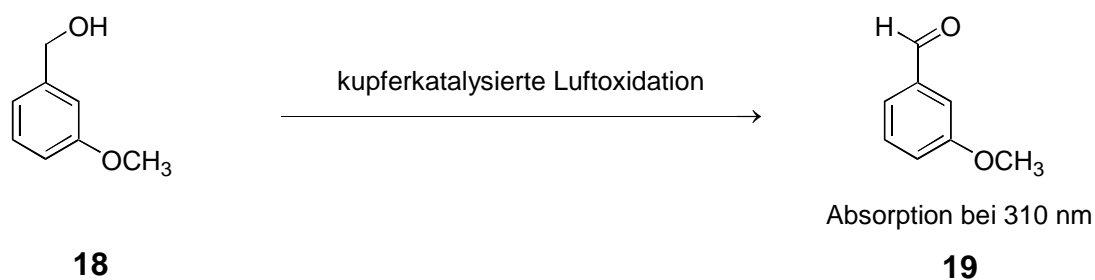 OH
H O
kupferkatalysierte Luftoxidation
OCH3
OCH3
Absorption bei 310 nm
18
19